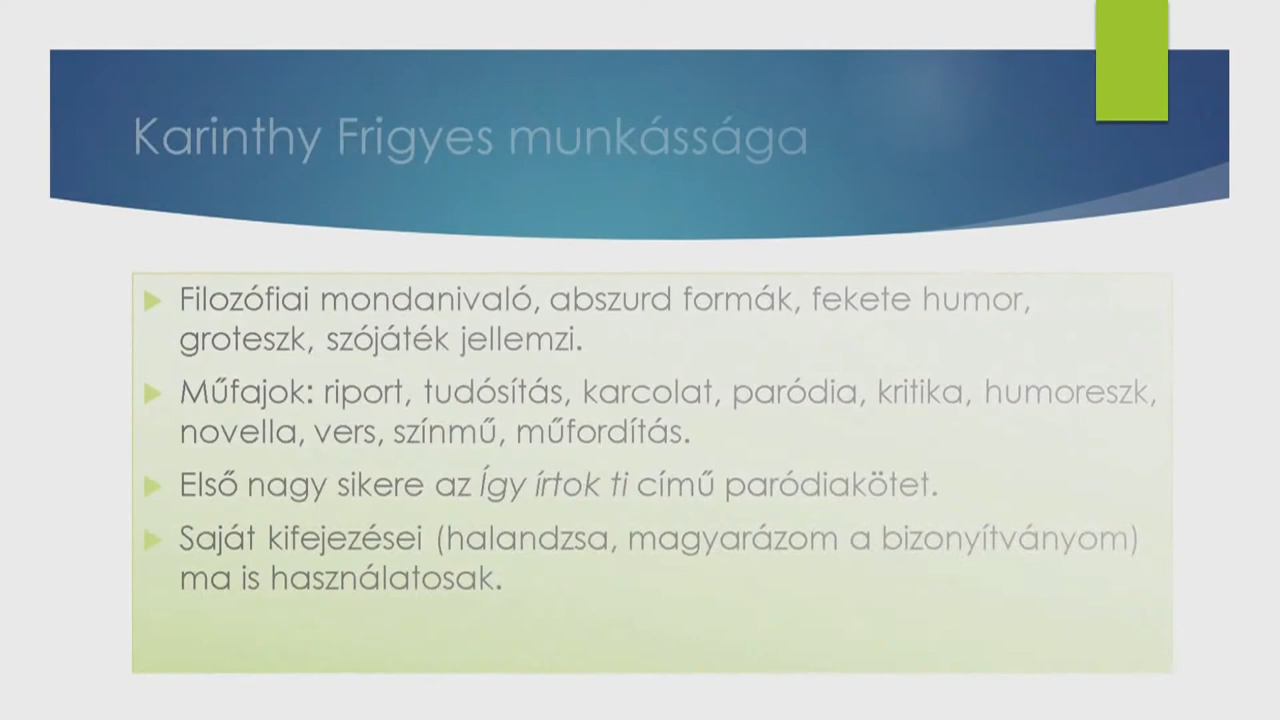 Karinthy Frigyes munkássága
Filozófiai mondanivaló, abszurd formák, fekete humor,
groteszk, szójáték jellemzi.
Műfajok: riport, tudósítás, karcolat, paródia, kritika, humoreszk,
novella, vers, színmű, műfordítás.
Első nagy sikere az Így írtok ti című paródiakötet.
Saját kifejezései (halandzsa, magyarázom a bizonyítványom)
ma is használatosak.